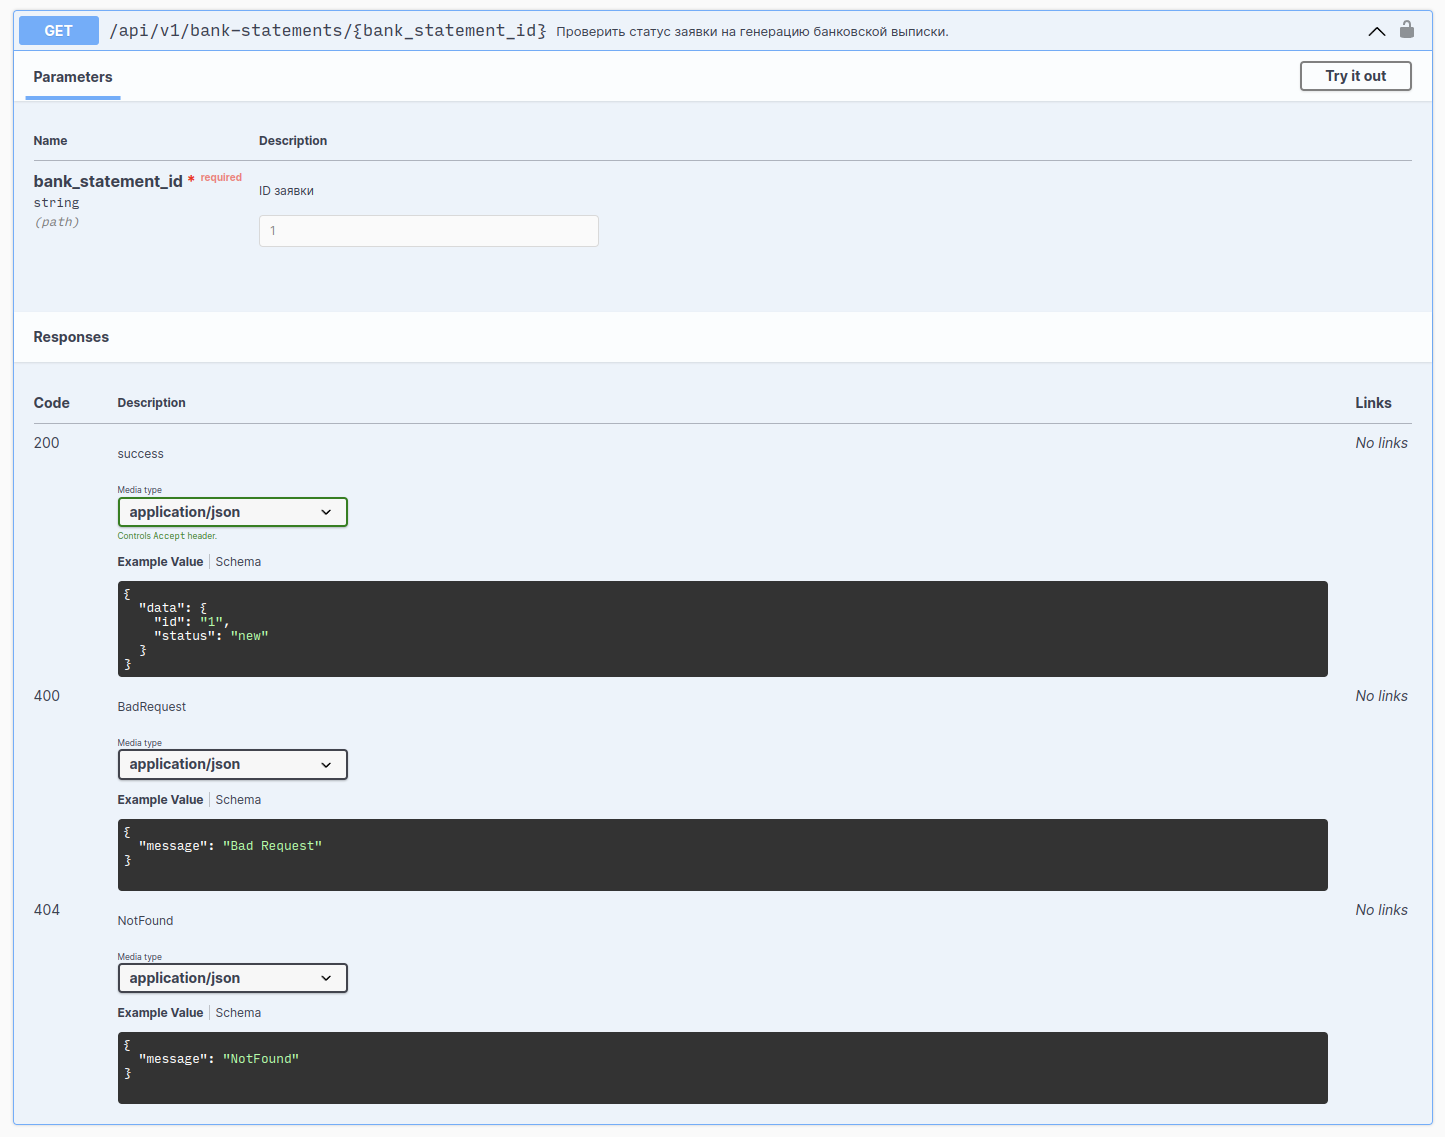 GET /api/v1/bank-statements/{bank_statement_id} Проверить статус заявки на генерацию банковской выписки.
Parameters
Try it out
Name Description
bank_statement_id * required
string
(path)
ID заявки
1
Responses
Code Description Links
200
success
No links
Media type
application/json
Controls Accept header.
Example Value Schema
{
  "data": {
    "id": "1",
    "status": "new"
  }
}
400
BadRequest
No links
Media type
application/json
Example Value Schema
{
  "message": "Bad Request"
}
404
NotFound
No links
Media type
application/json
Example Value Schema
{
  "message": "NotFound"
}